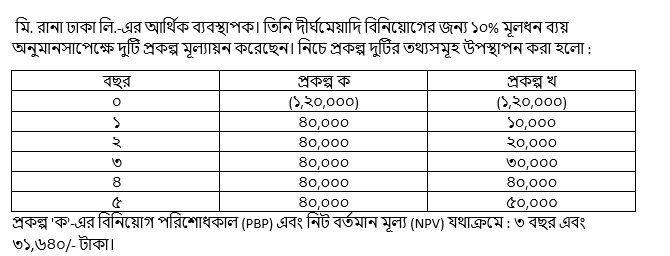 মি. রানা ঢাকা লি.-এর আর্থিক ব্যবস্থাপক। তিনি দীর্ঘমেয়াদি বিনিয়োগের জন্য ১০% মূলধন ব্যয়
অনুমানসাপেক্ষে দুটি প্রকল্প মূল্যায়ন করেছেন। নিচে প্রকল্প দুটির তথ্যসমূহ উপস্থাপন করা হলো :
বছর প্রকল্প ক প্রকল্প খ
০ (১,২০,০০০) (১,২০,০০০)
১ ৪০,০০০ ১০,০০০
২ ৪০,০০০ ২০,০০০
৩ ৪০,০০০ ৩০,০০০
৪ ৪০,০০০ ৪০,০০০
৫ ৪০,০০০ ৫০,০০০
প্রকল্প 'ক'-এর বিনিয়োগ পরিশোধকাল (PBP) এবং নিট বর্তমান মূল্য (NPV) যথাক্রমে : ৩ বছর এবং
৩১,৬৪০/- টাকা।